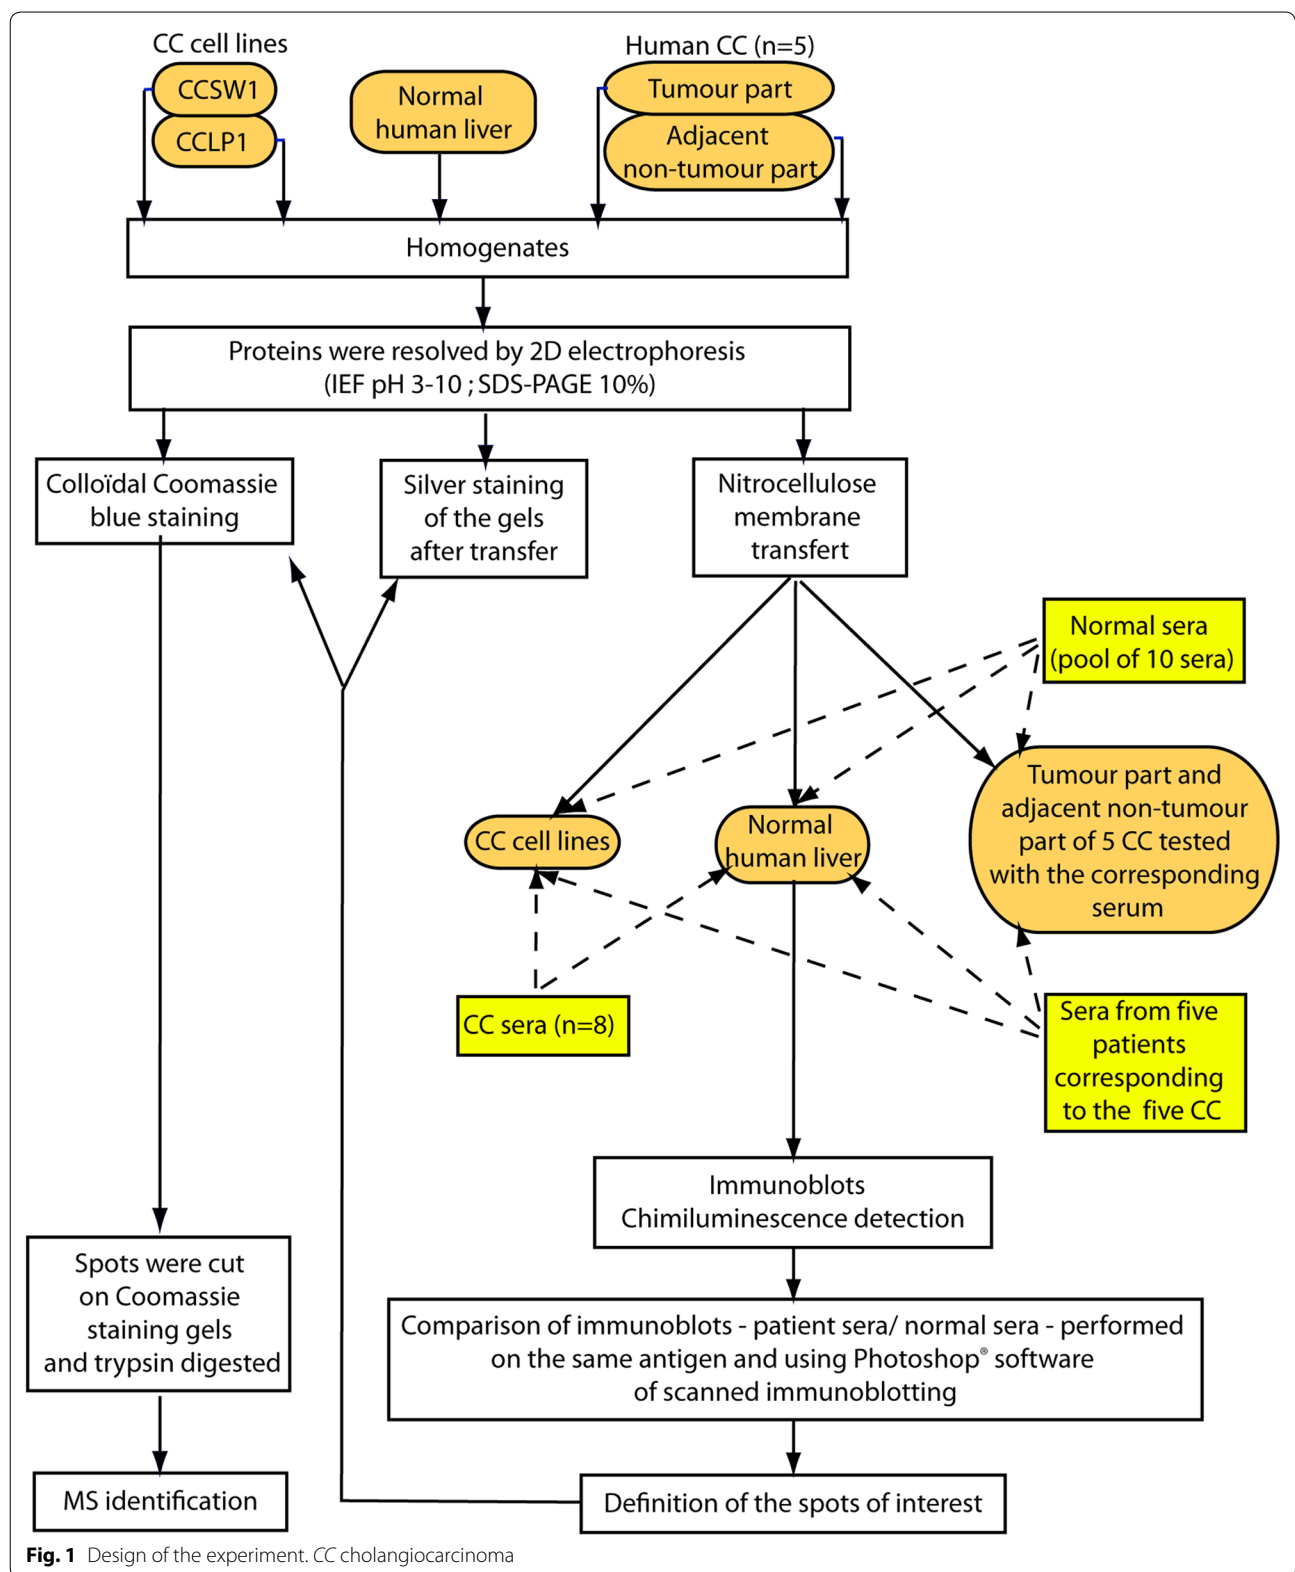 CC cell lines
CCSW1
CCLP1
Normal
human liver
Human CC (n=5)
Tumour part
Adjacent
non-tumour part
Homogenates
Proteins were resolved by 2D electrophoresis
(IEF pH 3-10 ; SDS-PAGE 10%)
Colloïdal Coomassie
blue staining
Silver staining
of the gels
after transfer
Nitrocellulose
membrane
transfert
Normal sera
(pool of 10 sera)
CC cell lines
Normal
human liver
Tumour part and
adjacent non-tumour
part of 5 CC tested
with the corresponding
serum
CC sera (n=8)
Sera from five
patients
corresponding
to the five CC
Immunoblots
Chimiluminescence detection
Spots were cut
on Coomassie
staining gels
and trypsin digested
Comparison of immunoblots - patient sera/ normal sera - performed
on the same antigen and using Photoshop® software
of scanned immunoblotting
MS identification
Definition of the spots of interest
Fig. 1 Design of the experiment. CC cholangiocarcinoma